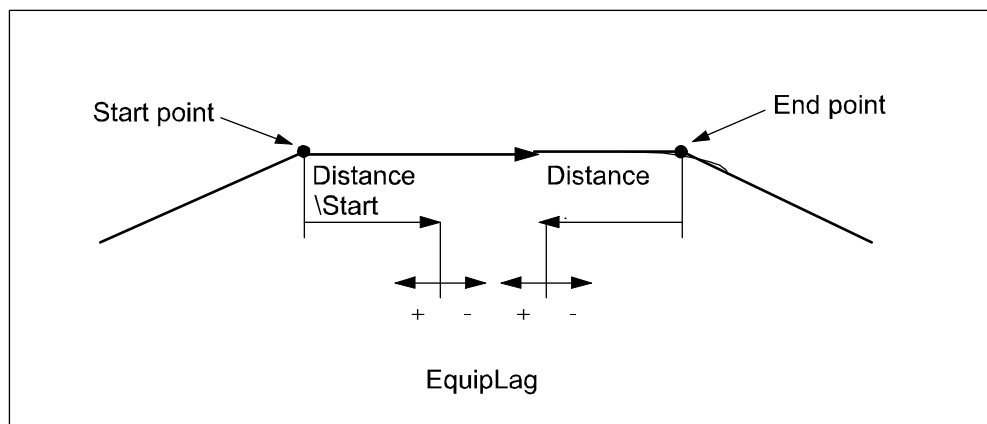 Start point
End point
Distance
\Start
Distance
+ - + -
EquipLag